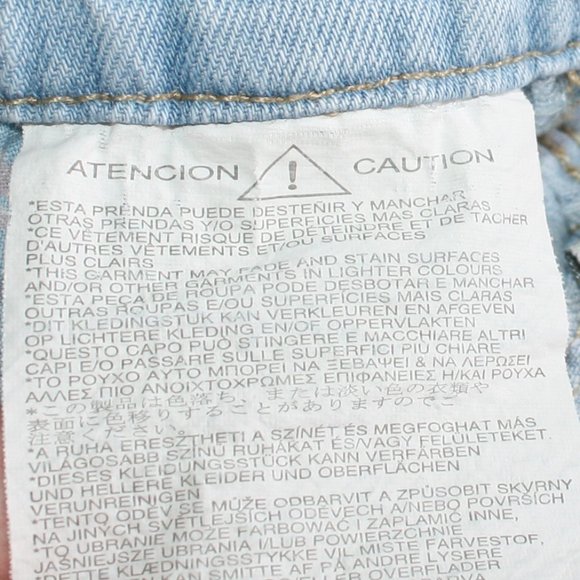 ATENCION ! CAUTION
*ESTA PRENDA PUEDE DESTEÑIR Y MANCHAR
OTRAS PRENDAS Y/O SUPERFICIES MAS CLARAS
*CE VÊTEMENT RISQUE DE DÉTEINDRE ET DE TACHER
D'AUTRES VÊTEMENTS ET/OU SURFACES
PLUS CLAIRS
*THIS GARMENT MAY FADE AND STAIN SURFACES
AND/OR OTHER GARMENTS IN LIGHTER COLOURS
*ESTA PEÇA DE ROUPA PODE DESBOTAR E MANCHAR
OUTRAS ROUPAS E/OU SUPERFÍCIES MAIS CLARAS
*DIT KLEDINGSTUK KAN VERKLEUREN EN AFGEVEN
OP LICHTERE KLEDING EN/OF OPPERVLAKTEN
*QUESTO CAPO PUÒ STINGERE E MACCHIARE ALTRI
CAPI E/O PASSARE SULLE SUPERFICI PIU CHIARE
*ΤΟ ΡΟΥΧΟ ΑΥΤΟ ΜΠΟΡΕΙ ΝΑ ΞΕΒΑΨΕΙ & ΝΑ ΛΕΡΩΣΕΙ
ΑΛΛΕΣ ΠΙΟ ΑΝΟΙΧΤΟΧΡΩΜΕΣ ΕΠΙΦΑΝΕΙΕΣ Η/ΚΑΙ ΡΟΥΧΑ
*この製品は色落ち、または淡い色の衣類や
表面に色移りすることがありますのでご
注意ください。
*A RUHA ERESZTHETI A SZÍNÉT ÉS MEGFOGHAT MÁS
VILÁGOSABB SZÍNŰ RUHÁKAT ÉS/VAGY FELÜLETEKET.
*DIESES KLEIDUNGSSTÜCK KANN VERFÄRBEN
UND HELLERE KLEIDER UND OBERFLÄCHEN
VERUNREINIGEN
*TENTO ODĚV SE MŮŽE ODBARVIT A ZPŮSOBIT SKVRNY
NA JINÝCH SVĚTLEJŠÍCH ODĚVECH A/NEBO POVRŠÍCH
*TO UBRANIE MOŻE FARBOWAĆ I ZAPLAMIĆ INNE,
JAŚNIEJSZE UBRANIA I/LUB POWIERZCHNIE
KLÆDNINGSSTYKKE VIL MISTE FARVESTOF,
KAN SMITTE AF PÅ ANDRE LYSERE
OG/ELLER OVERFLADER